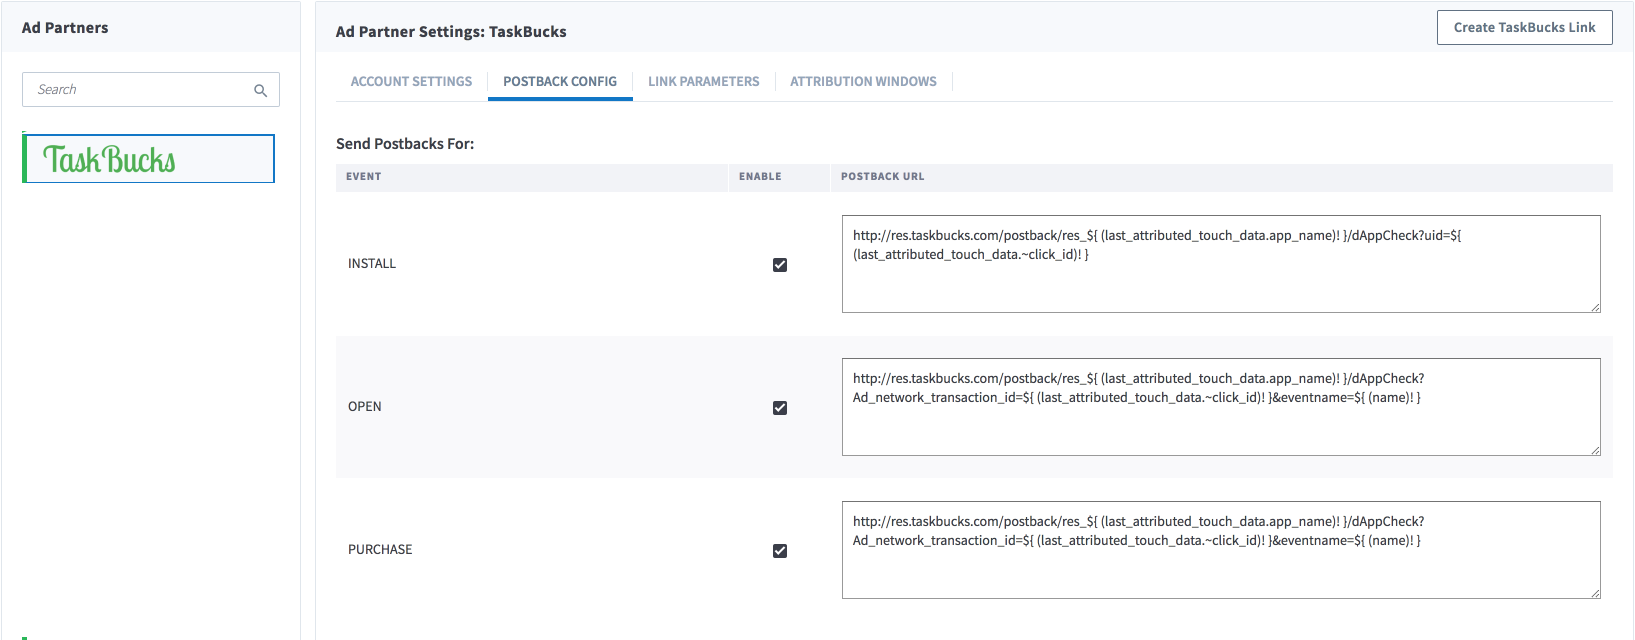 Ad Partners
Search
TaskBucks
Ad Partner Settings: TaskBucks
Create TaskBucks Link
ACCOUNT SETTINGS
POSTBACK CONFIG
LINK PARAMETERS
ATTRIBUTION WINDOWS
Send Postbacks For:
EVENT
ENABLE
POSTBACK URL
INSTALL
http://res.taskbucks.com/postback/res_${ (last_attributed_touch_data.app_name)! }/dAppCheck?uid=${
(last_attributed_touch_data.~click_id)! }
OPEN
http://res.taskbucks.com/postback/res_${ (last_attributed_touch_data.app_name)! }/dAppCheck?
Ad_network_transaction_id=${ (last_attributed_touch_data.~click_id)! }&eventname=${ (name)! }
PURCHASE
http://res.taskbucks.com/postback/res_${ (last_attributed_touch_data.app_name)! }/dAppCheck?
Ad_network_transaction_id=${ (last_attributed_touch_data.~click_id)! }&eventname=${ (name)! }